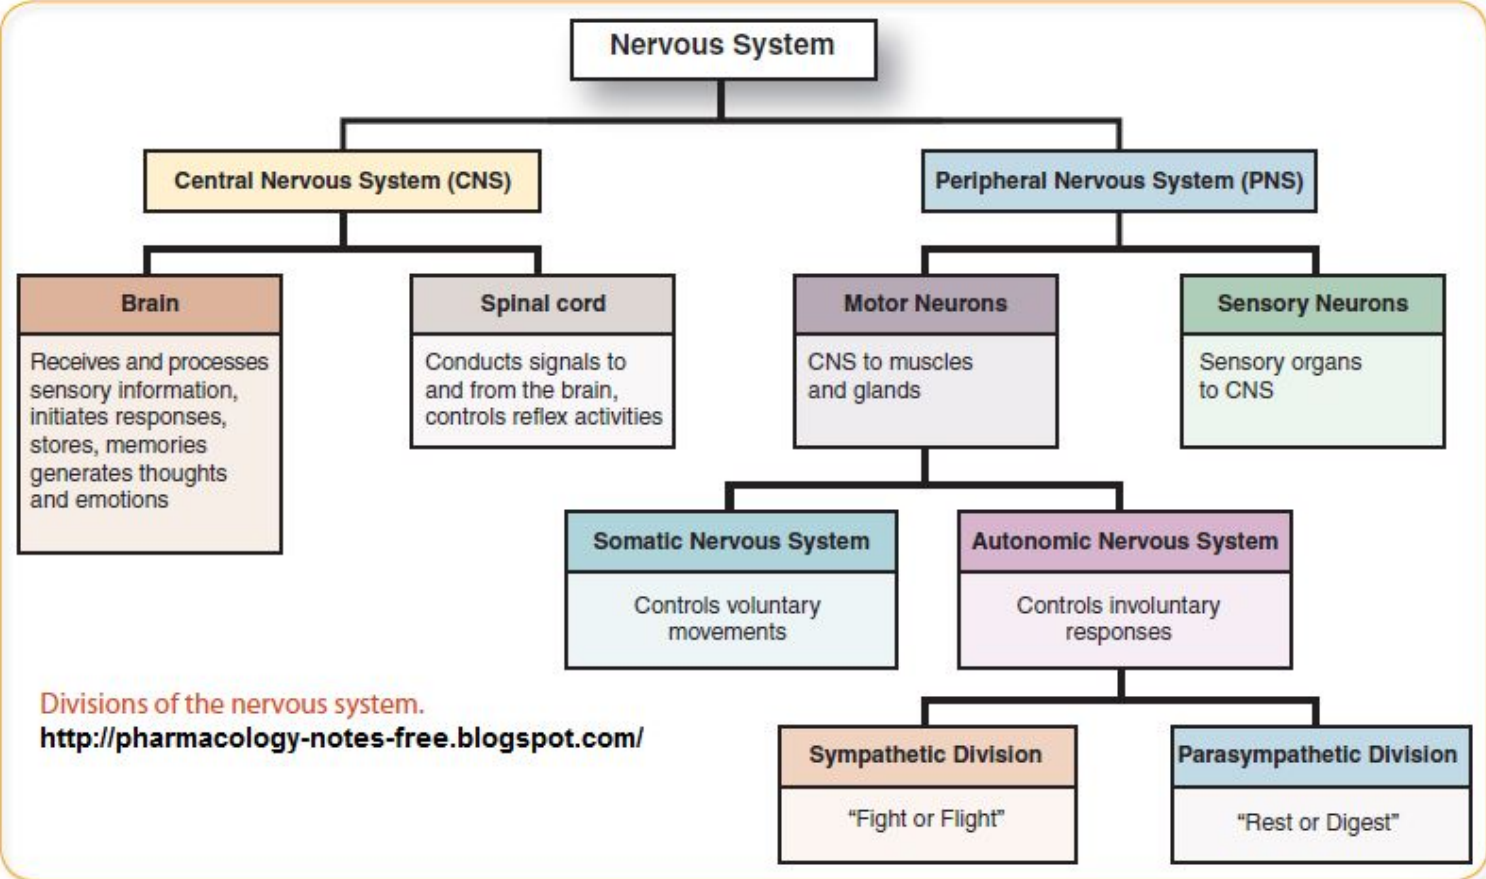 Nervous System
Central Nervous System (CNS)
Peripheral Nervous System (PNS)
Brain
Receives and processes
sensory information,
initiates responses,
stores, memories
generates thoughts
and emotions
Spinal cord
Conducts signals to
and from the brain,
controls reflex activities
Motor Neurons
CNS to muscles
and glands
Sensory Neurons
Sensory organs
to CNS
Somatic Nervous System
Controls voluntary
movements
Autonomic Nervous System
Controls involuntary
responses
Sympathetic Division
“Fight or Flight”
Parasympathetic Division
“Rest or Digest”
Divisions of the nervous system.
http://pharmacology-notes-free.blogspot.com/